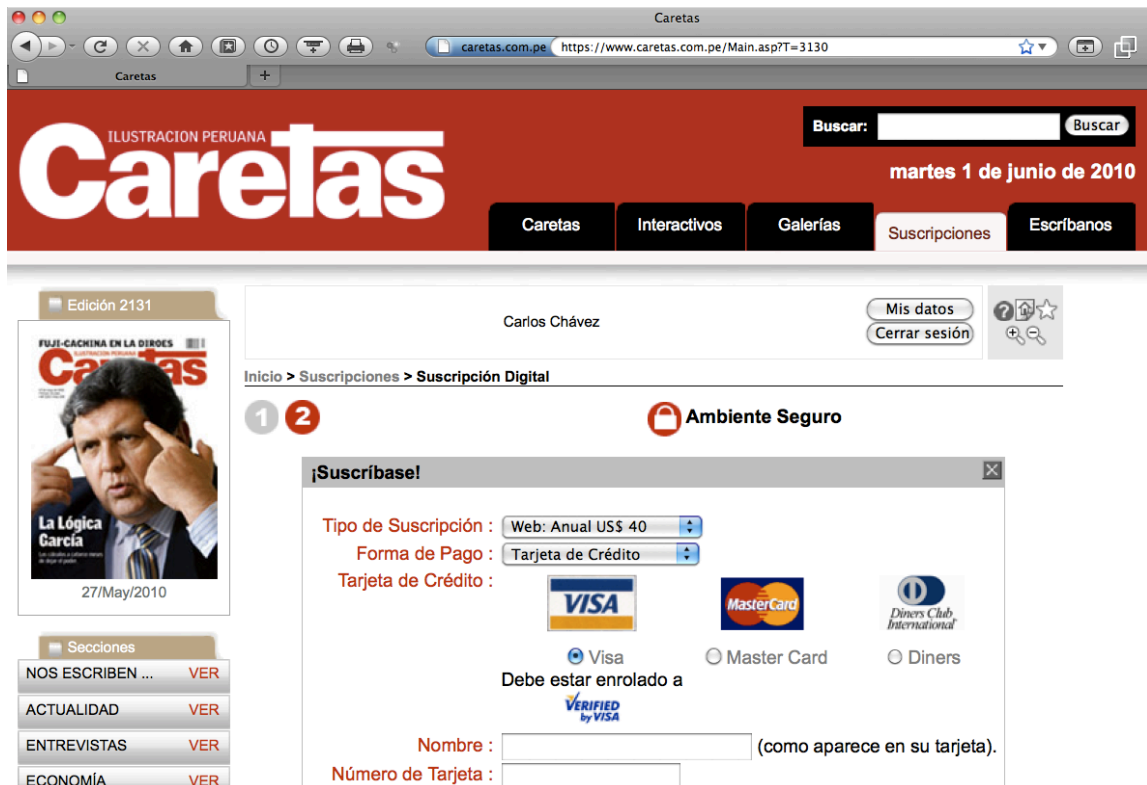 Caretas
caretas.com.pe https://www.caretas.com.pe/Main.asp?T=3130
Caretas
ILUSTRACION PERUANA
Caretas
Buscar: Buscar
martes 1 de junio de 2010
Caretas Interactivos Galerías Suscripciones Escríbanos
Edición 2131
FUJI-CACHINA EN LA DIROES
ILUSTRACION PERUANA
Caretas
La Lógica
García
27/May/2010
Secciones
NOS ESCRIBEN ... VER
ACTUALIDAD VER
ENTREVISTAS VER
ECONOMÍA VER
Carlos Chávez
Mis datos
Cerrar sesión
Inicio > Suscripciones > Suscripción Digital
1 2 Ambiente Seguro
¡Suscríbase!
Tipo de Suscripción : Web: Anual US$ 40
Forma de Pago : Tarjeta de Crédito
Tarjeta de Crédito :
VISA MasterCard Diners Club International
Visa Master Card Diners
Debe estar enrolado a
VERIFIED
by VISA
Nombre : (como aparece en su tarjeta).
Número de Tarjeta :